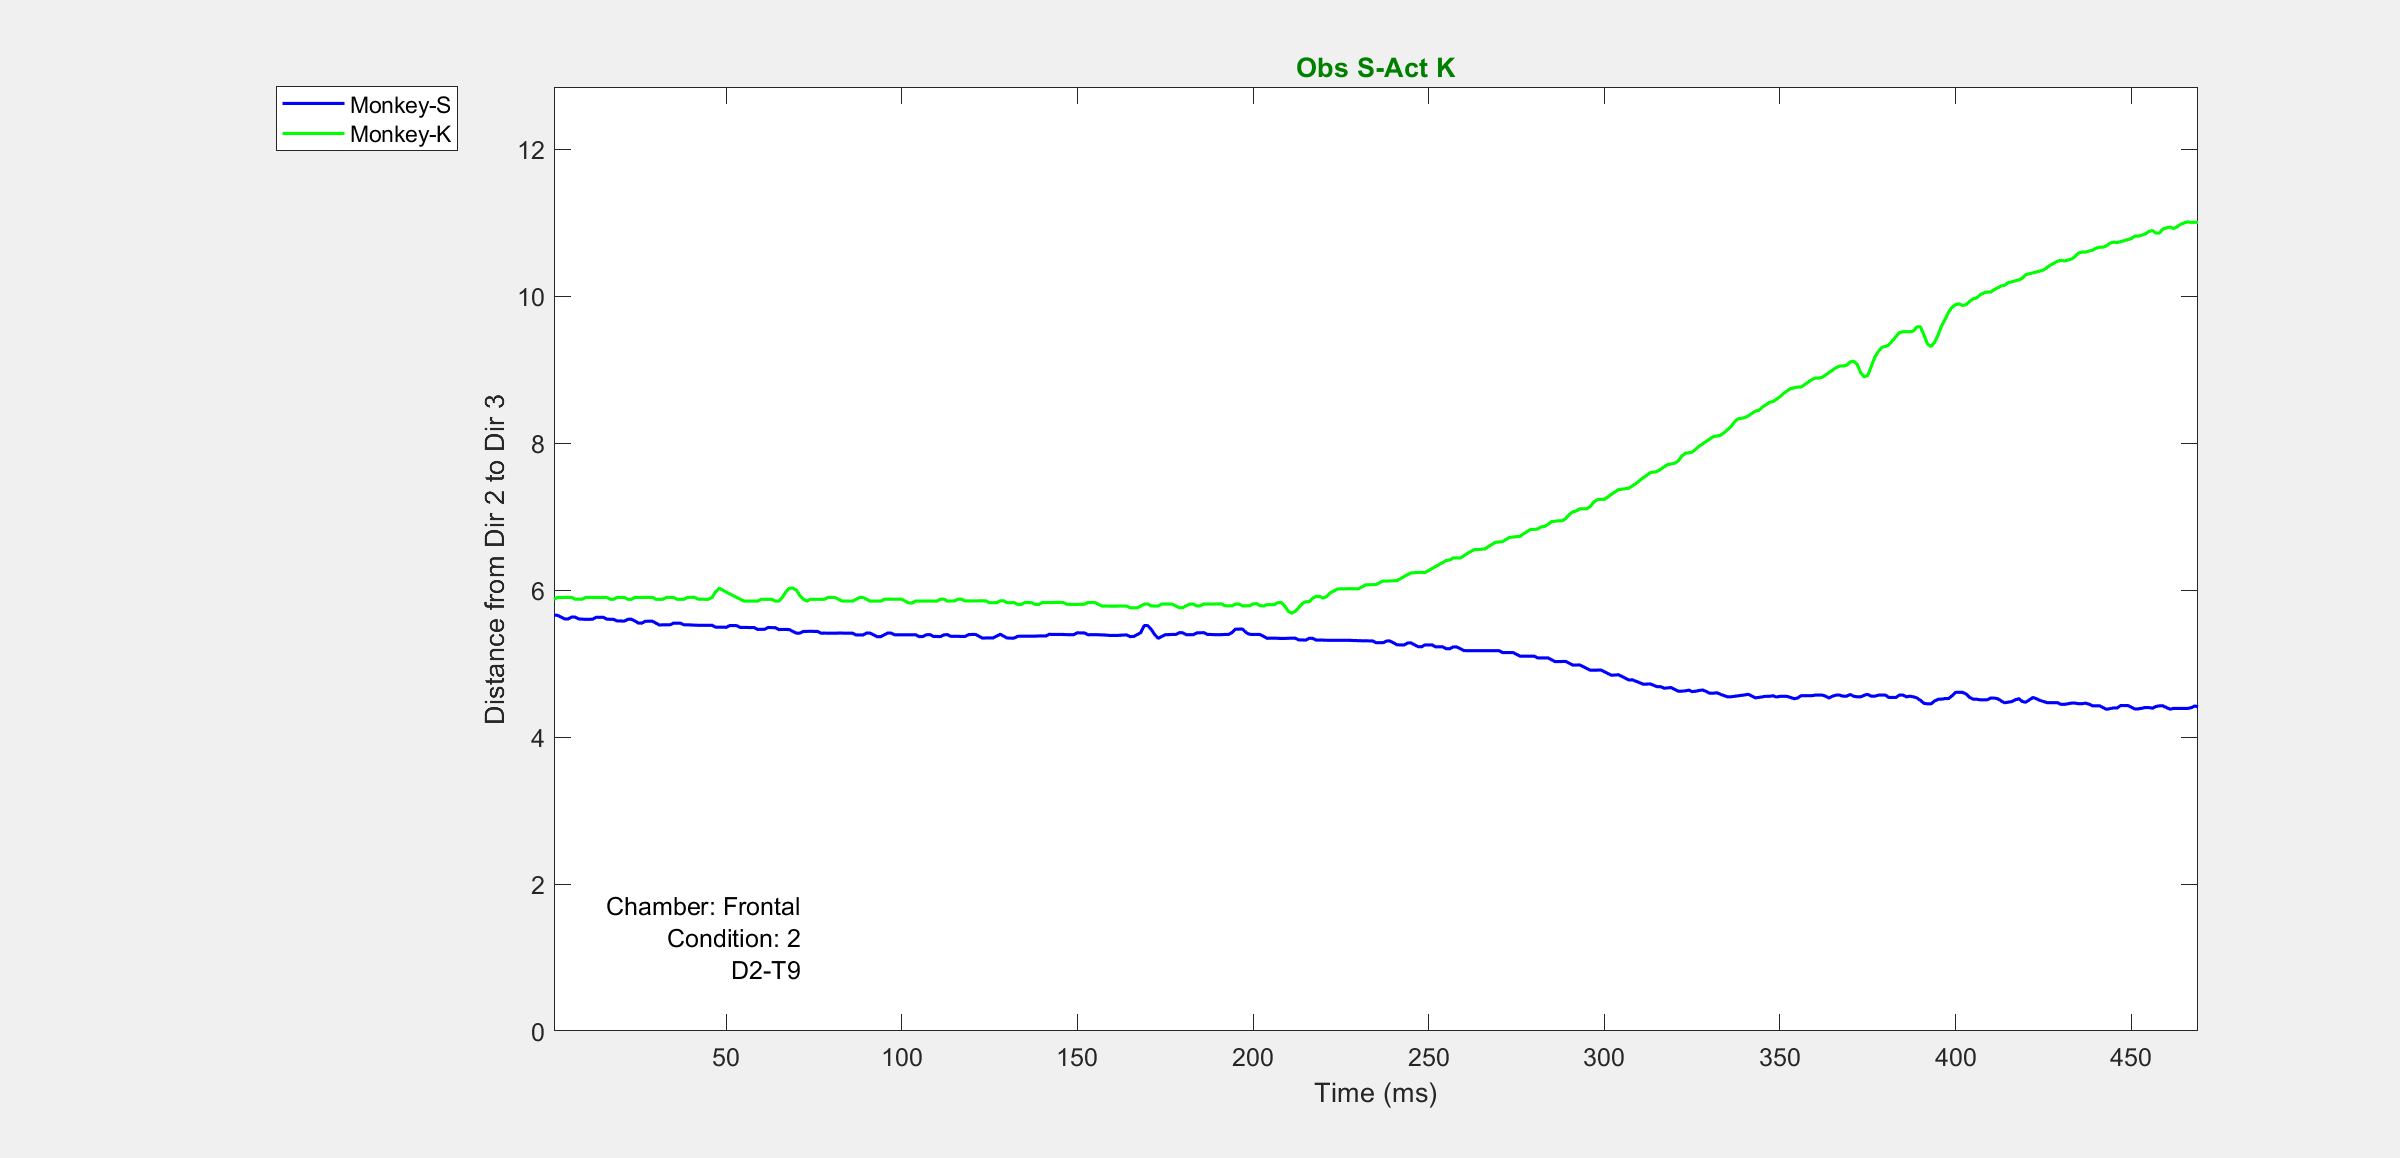 Obs S-Act K
Monkey-S
Monkey-K
12
10
8
6
4
2
0
Distance from Dir 2 to Dir 3
Chamber: Frontal
Condition: 2
D2-T9
50 100 150 200 250 300 350 400 450
Time (ms)